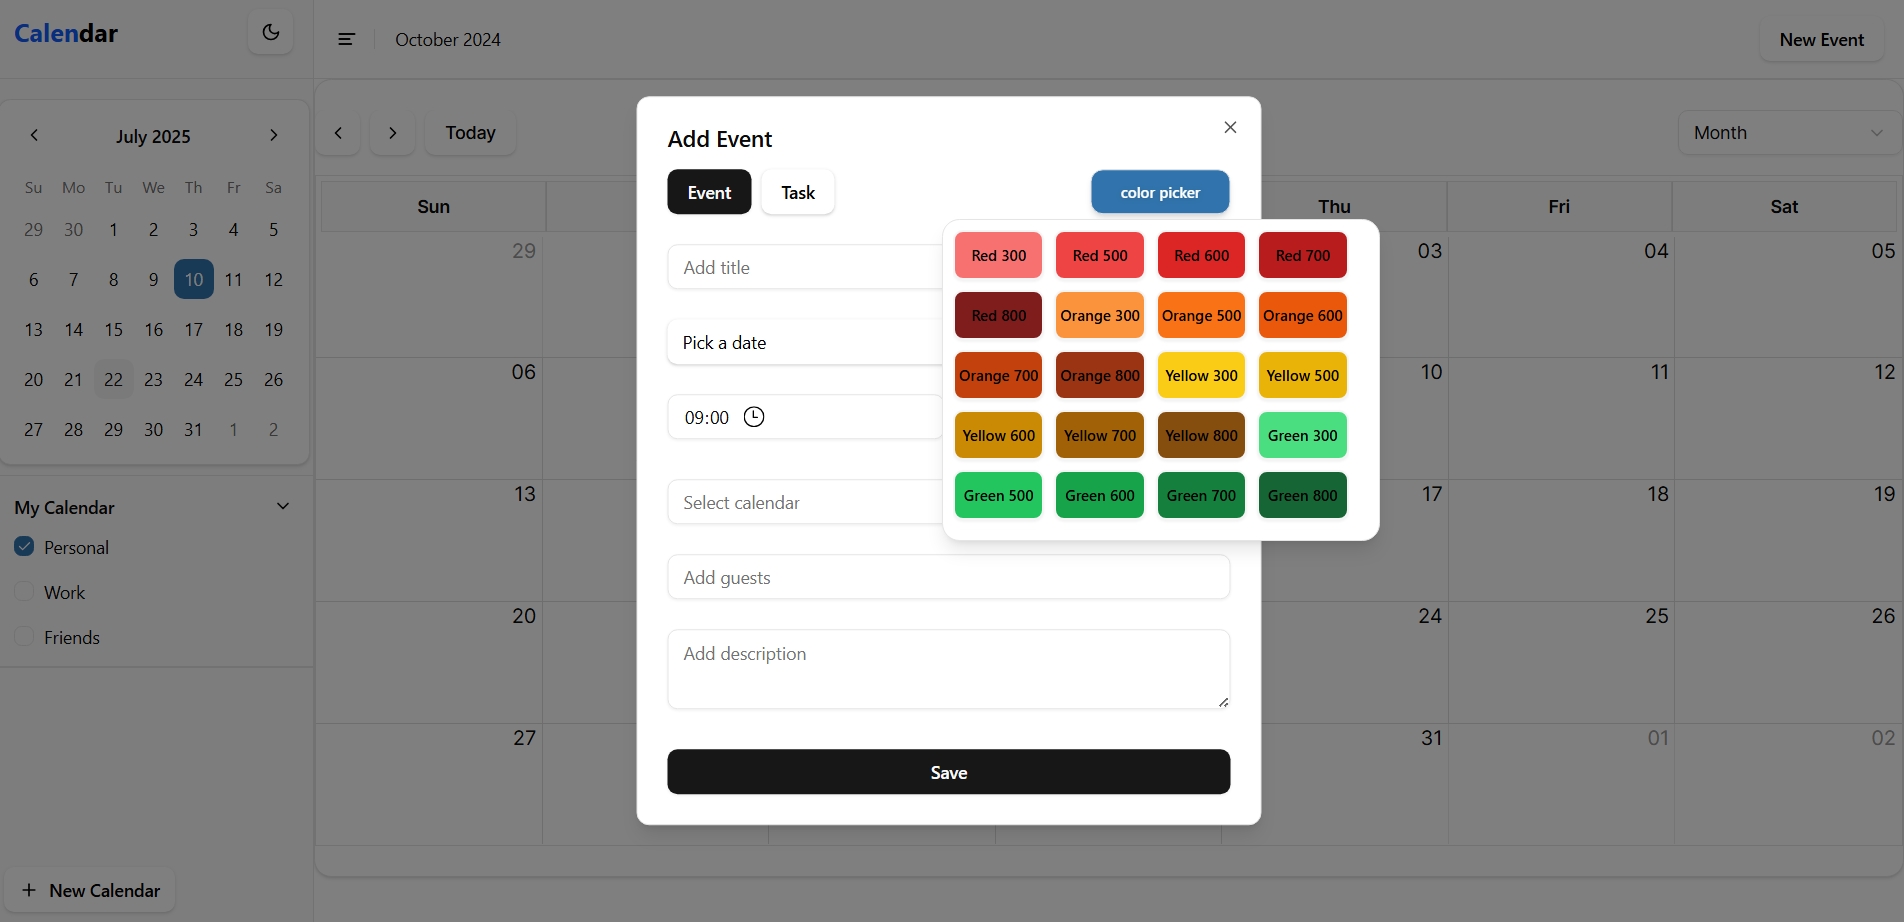 Calendar
October 2024
New Event
July 2025
Su Mo Tu We Th Fr Sa
29 30 1 2 3 4 5
6 7 8 9 10 11 12
13 14 15 16 17 18 19
20 21 22 23 24 25 26
27 28 29 30 31 1 2
My Calendar
Personal
Work
Friends
New Calendar
Today
Month
Sun Thu Fri Sat
29 03 04 05
06 10 11 12
13 17 18 19
20 24 25 26
27 31 01 02
Add Event
Event Task color picker
Add title
Pick a date
09:00
Select calendar
Add guests
Add description
Save
Red 300 Red 500 Red 600 Red 700
Red 800 Orange 300 Orange 500 Orange 600
Orange 700 Orange 800 Yellow 300 Yellow 500
Yellow 600 Yellow 700 Yellow 800 Green 300
Green 500 Green 600 Green 700 Green 800